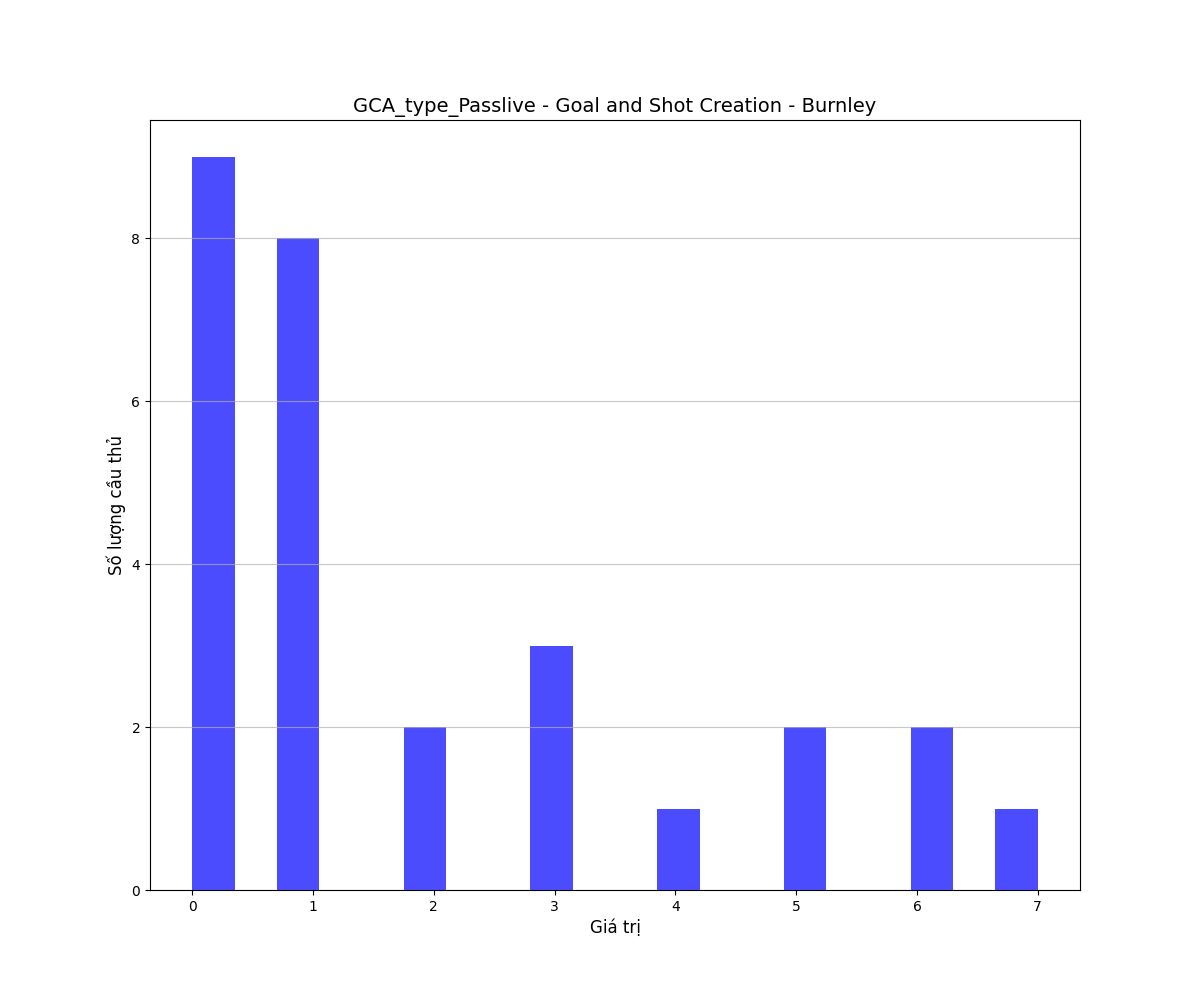 GCA_type_Passlive - Goal and Shot Creation - Burnley
8
6
4
2
0
Số lượng cầu thủ
0 1 2 3 4 5 6 7
Giá trị